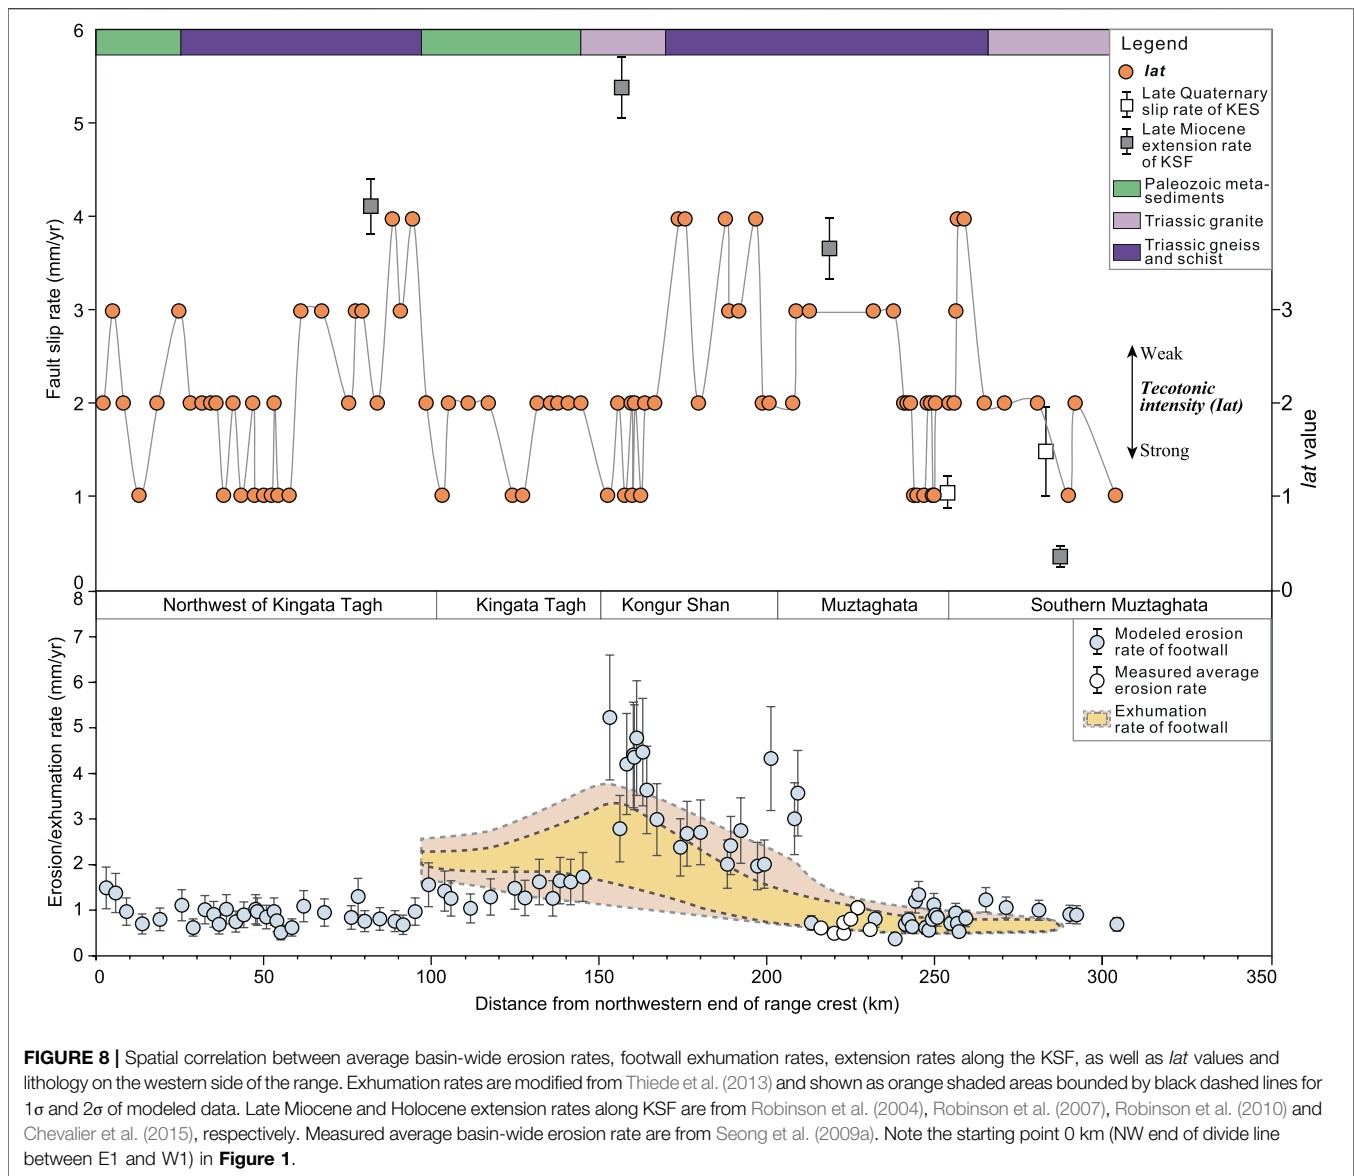 6
5
4
3
2
1
0
Fault slip rate (mm/yr)
Legend
Iat
Late Quaternary
slip rate of KES
Late Miocene
extension rate
of KSF
Paleozoic meta-
sediments
Triassic granite
Triassic gneiss
and schist
3
2
1
0
Iat value
Weak
Tecotonic
intensity (Iat)
Strong
Northwest of Kingata Tagh
Kingata Tagh
Kongur Shan
Muztaghata
Southern Muztaghata
8
7
6
5
4
3
2
1
0
Erosion/exhumation rate (mm/yr)
Modeled erosion
rate of footwall
Measured average
erosion rate
Exhumation
rate of footwall
0 50 100 150 200 250 300 350
Distance from northwestern end of range crest (km)
FIGURE 8 | Spatial correlation between average basin-wide erosion rates, footwall exhumation rates, extension rates along the KSF, as well as Iat values and
lithology on the western side of the range. Exhumation rates are modified from Thiede et al. (2013) and shown as orange shaded areas bounded by black dashed lines for
1σ and 2σ of modeled data. Late Miocene and Holocene extension rates along KSF are from Robinson et al. (2004), Robinson et al. (2007), Robinson et al. (2010) and
Chevalier et al. (2015), respectively. Measured average basin-wide erosion rate are from Seong et al. (2009a). Note the starting point 0 km (NW end of divide line
between E1 and W1) in Figure 1.